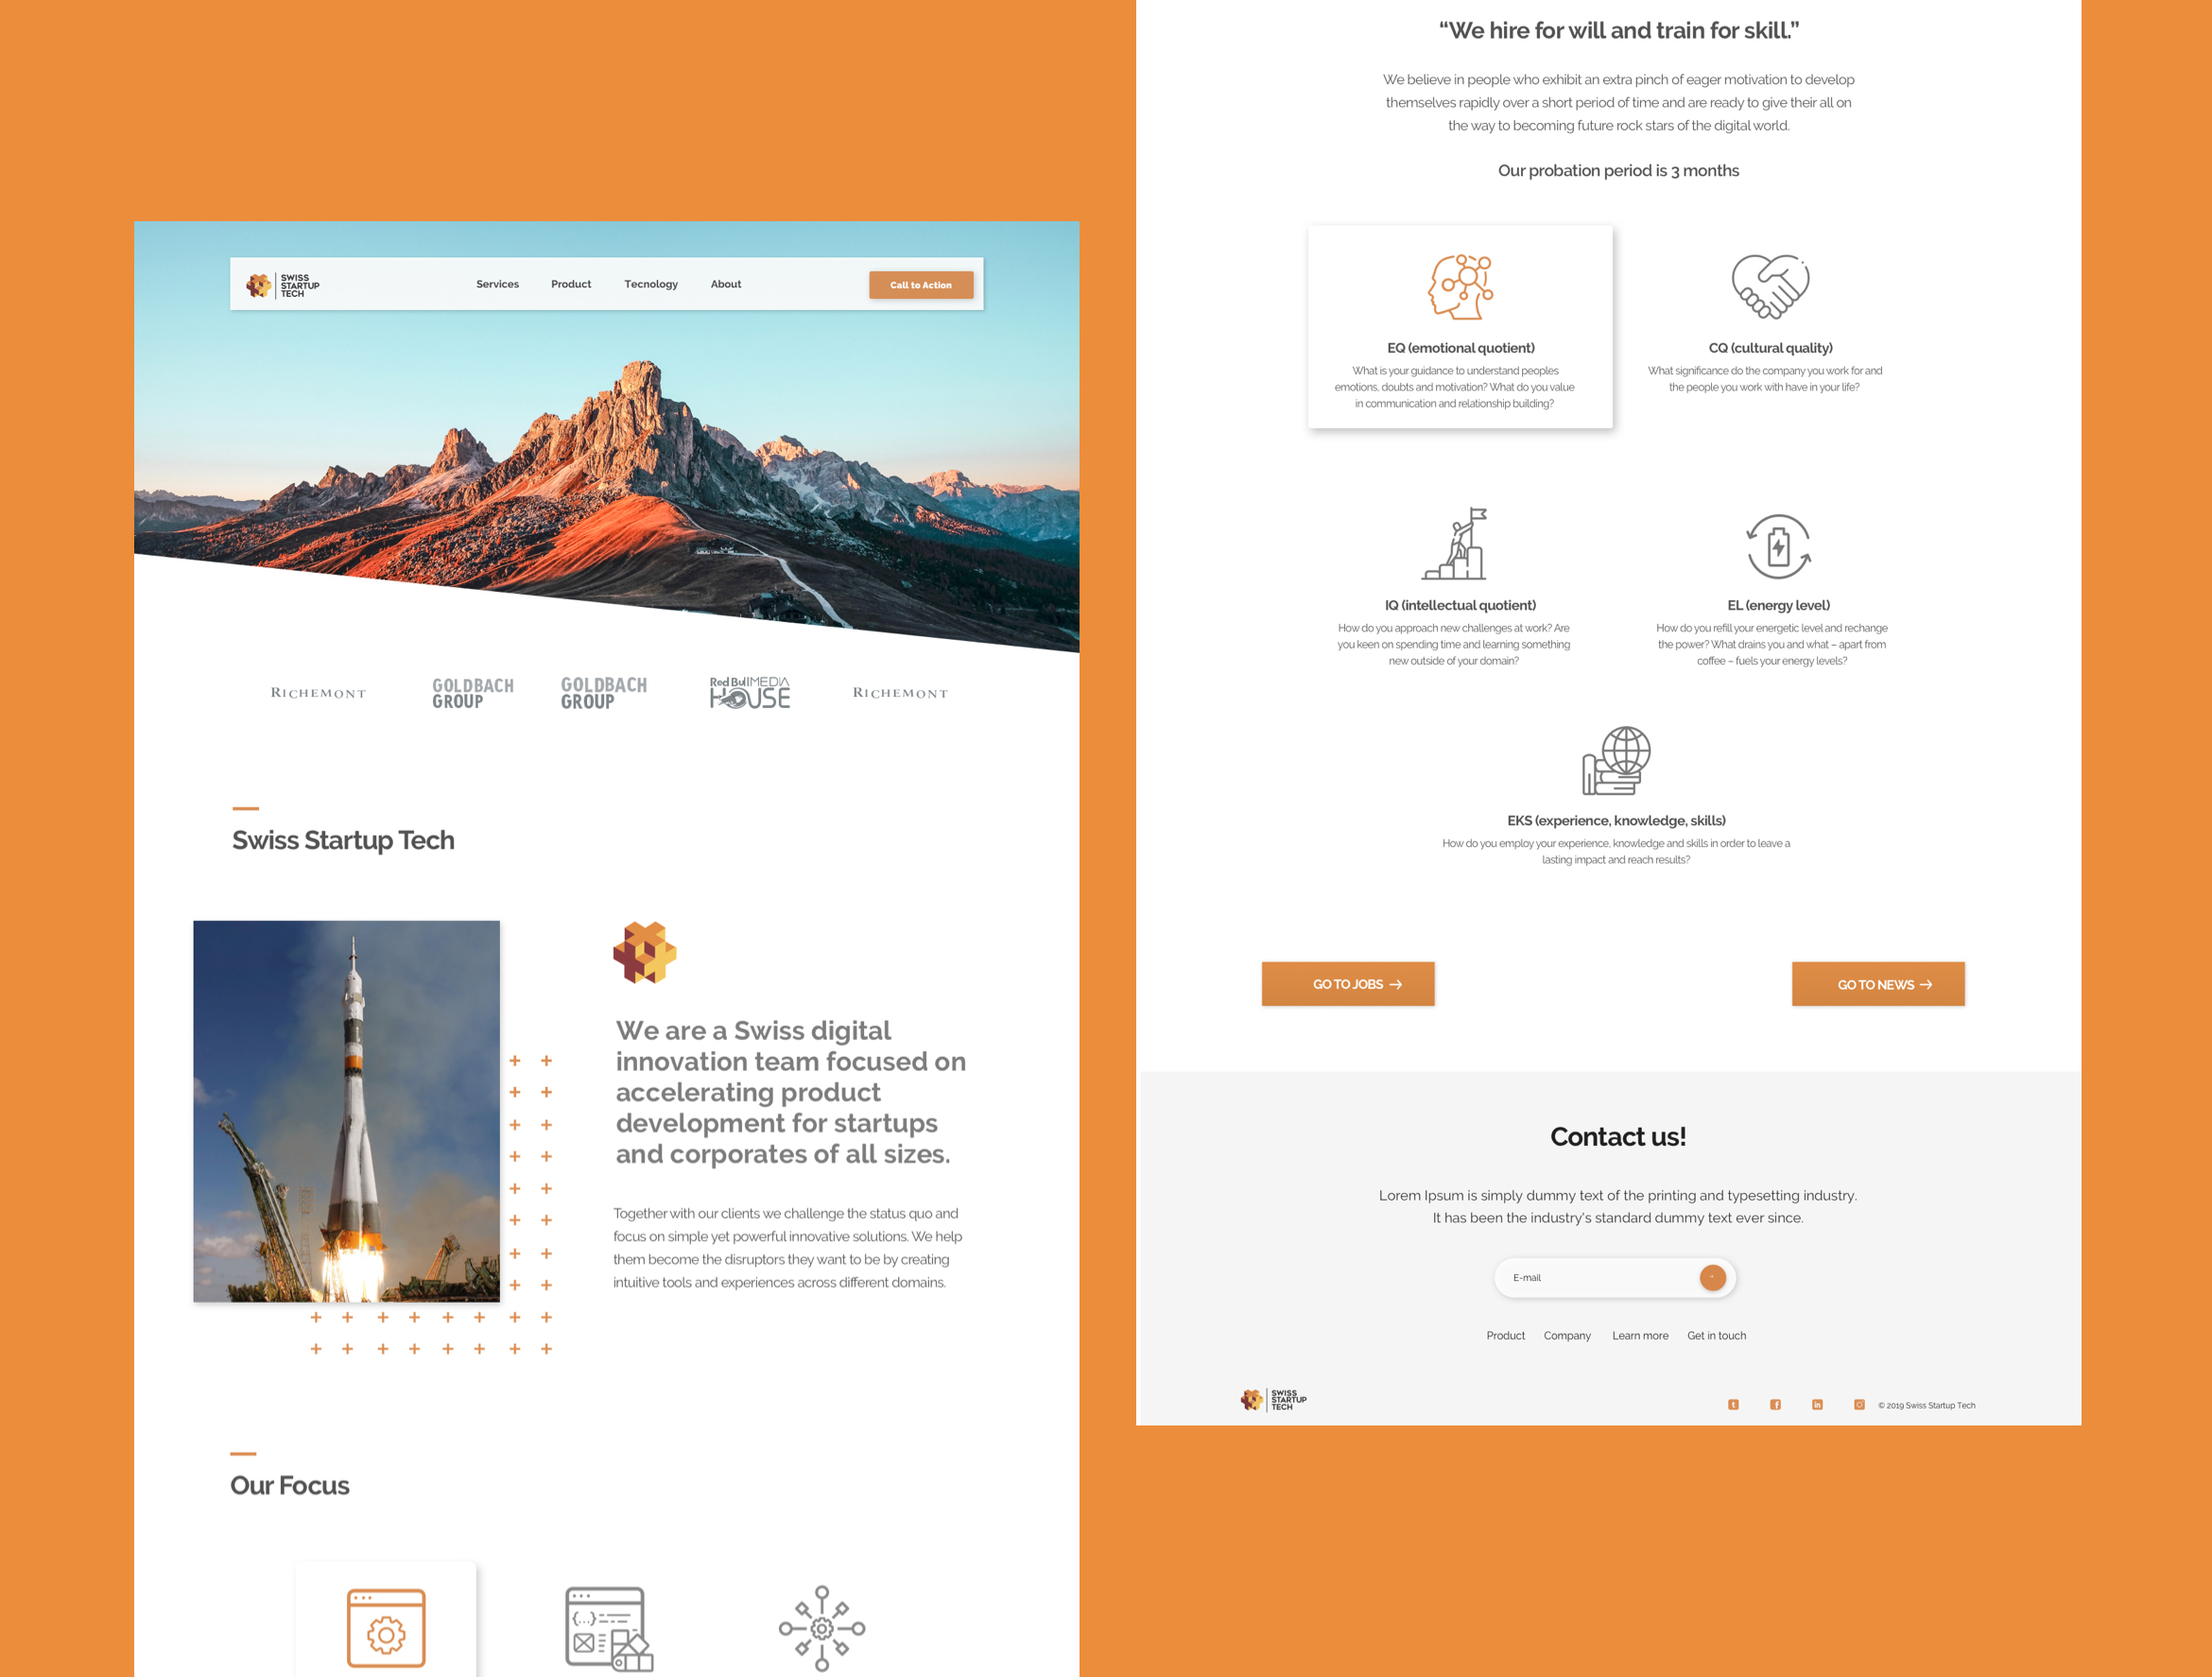 SWISS
STARTUP
TECH
Services Product Tecnology About
Call to Action
RICHEMONT
GOLDBACH
GROUP
GOLDBACH
GROUP
Red Bull MEDIA
HOUSE
RICHEMONT
Swiss Startup Tech
We are a Swiss digital
innovation team focused on
accelerating product
development for startups
and corporates of all sizes.
Together with our clients we challenge the status quo and
focus on simple yet powerful innovative solutions. We help
them become the disruptors they want to be by creating
intuitive tools and experiences across different domains.
Our Focus
“We hire for will and train for skill.”
We believe in people who exhibit an extra pinch of eager motivation to develop
themselves rapidly over a short period of time and are ready to give their all on
the way to becoming future rock stars of the digital world.
Our probation period is 3 months
EQ (emotional quotient)
What is your guidance to understand peoples
emotions, doubts and motivation? What do you value
in communication and relationship building?
CQ (cultural quality)
What significance do the company you work for and
the people you work with have in your life?
IQ (intellectual quotient)
How do you approach new challenges at work? Are
you keen on spending time and learning something
new outside of your domain?
EL (energy level)
How do you refill your energetic level and rechange
the power? What drains you and what – apart from
coffee – fuels your energy levels?
EKS (experience, knowledge, skills)
How do you employ your experience, knowledge and skills in order to leave a
lasting impact and reach results?
GO TO JOBS →
GO TO NEWS →
Contact us!
Lorem Ipsum is simply dummy text of the printing and typesetting industry.
It has been the industry's standard dummy text ever since.
E-mail
Product Company Learn more Get in touch
SWISS
STARTUP
TECH
© 2019 Swiss Startup Tech